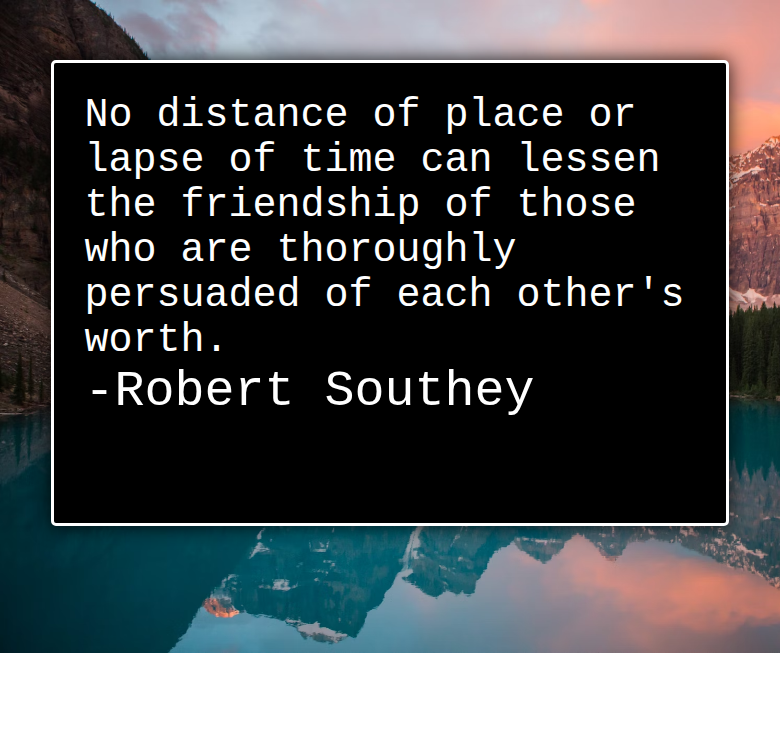 No distance of place or
lapse of time can lessen
the friendship of those
who are thoroughly
persuaded of each other's
worth.
-Robert Southey